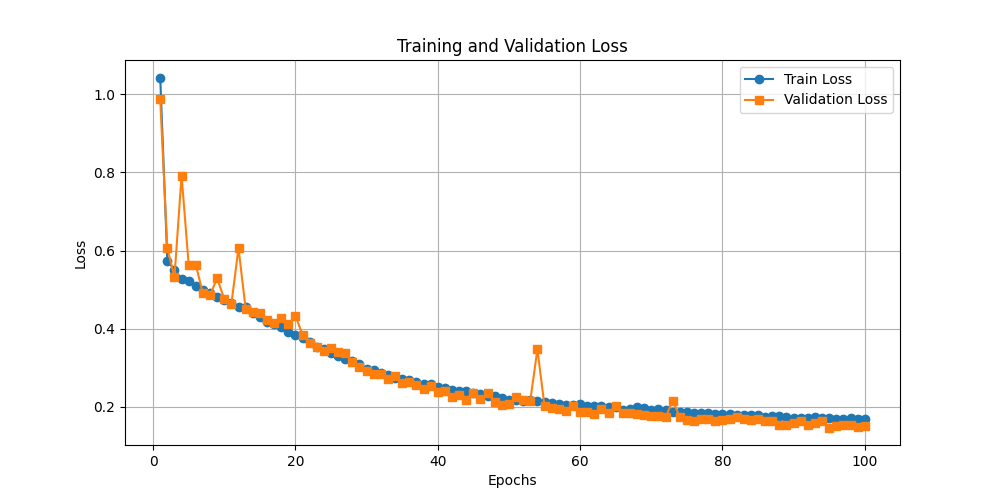 Training and Validation Loss
Train Loss
Validation Loss
Loss
1.0
0.8
0.6
0.4
0.2
0 20 40 60 80 100
Epochs